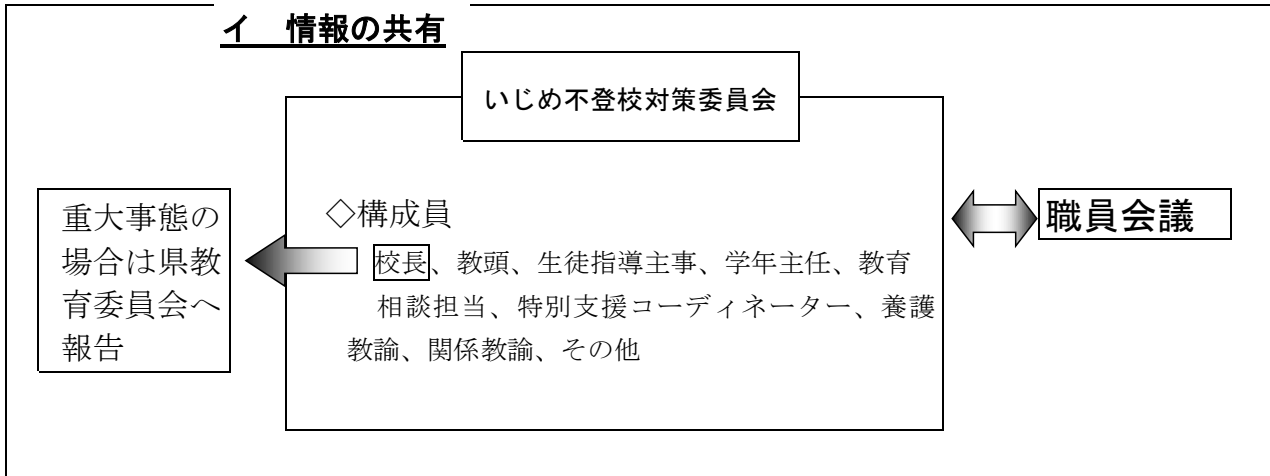 イ　情報の共有
いじめ不登校対策委員会
重大事態の
場合は県教
育委員会へ
報告
◇構成員
校長、教頭、生徒指導主事、学年主任、教育
相談担当、特別支援コーディネーター、養護
教諭、関係教諭、その他
職員会議